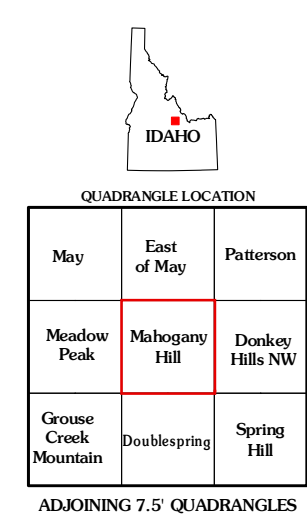 IDAHO
QUADRANGLE LOCATION
May
East
of May
Patterson
Meadow
Peak
Mahogany
Hill
Donkey
Hills NW
Grouse
Creek
Mountain
Doublespring
Spring
Hill
ADJOINING 7.5' QUADRANGLES